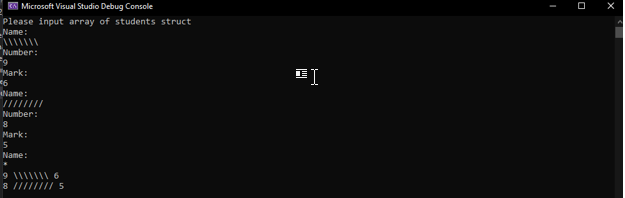 Microsoft Visual Studio Debug Console
Please input array of students struct
Name:
\\\\\\\
Number:
9
Mark:
6
Name:
////////
Number:
8
Mark:
5
Name:
*
9 \\\\\\\ 6
8 //////// 5